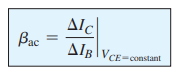 β_ac = ΔI_C / ΔI_B |_{V_CE = constant}